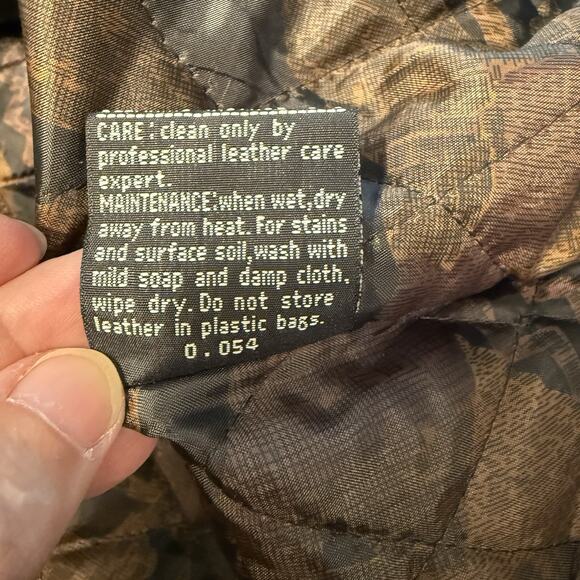 CARE:clean only by
professional leather care
expert.
MAINTENANCE:when wet,dry
away from heat. For stains
and surface soil,wash with
mild soap and damp cloth,
wipe dry. Do not store
leather in plastic bags.
0.054